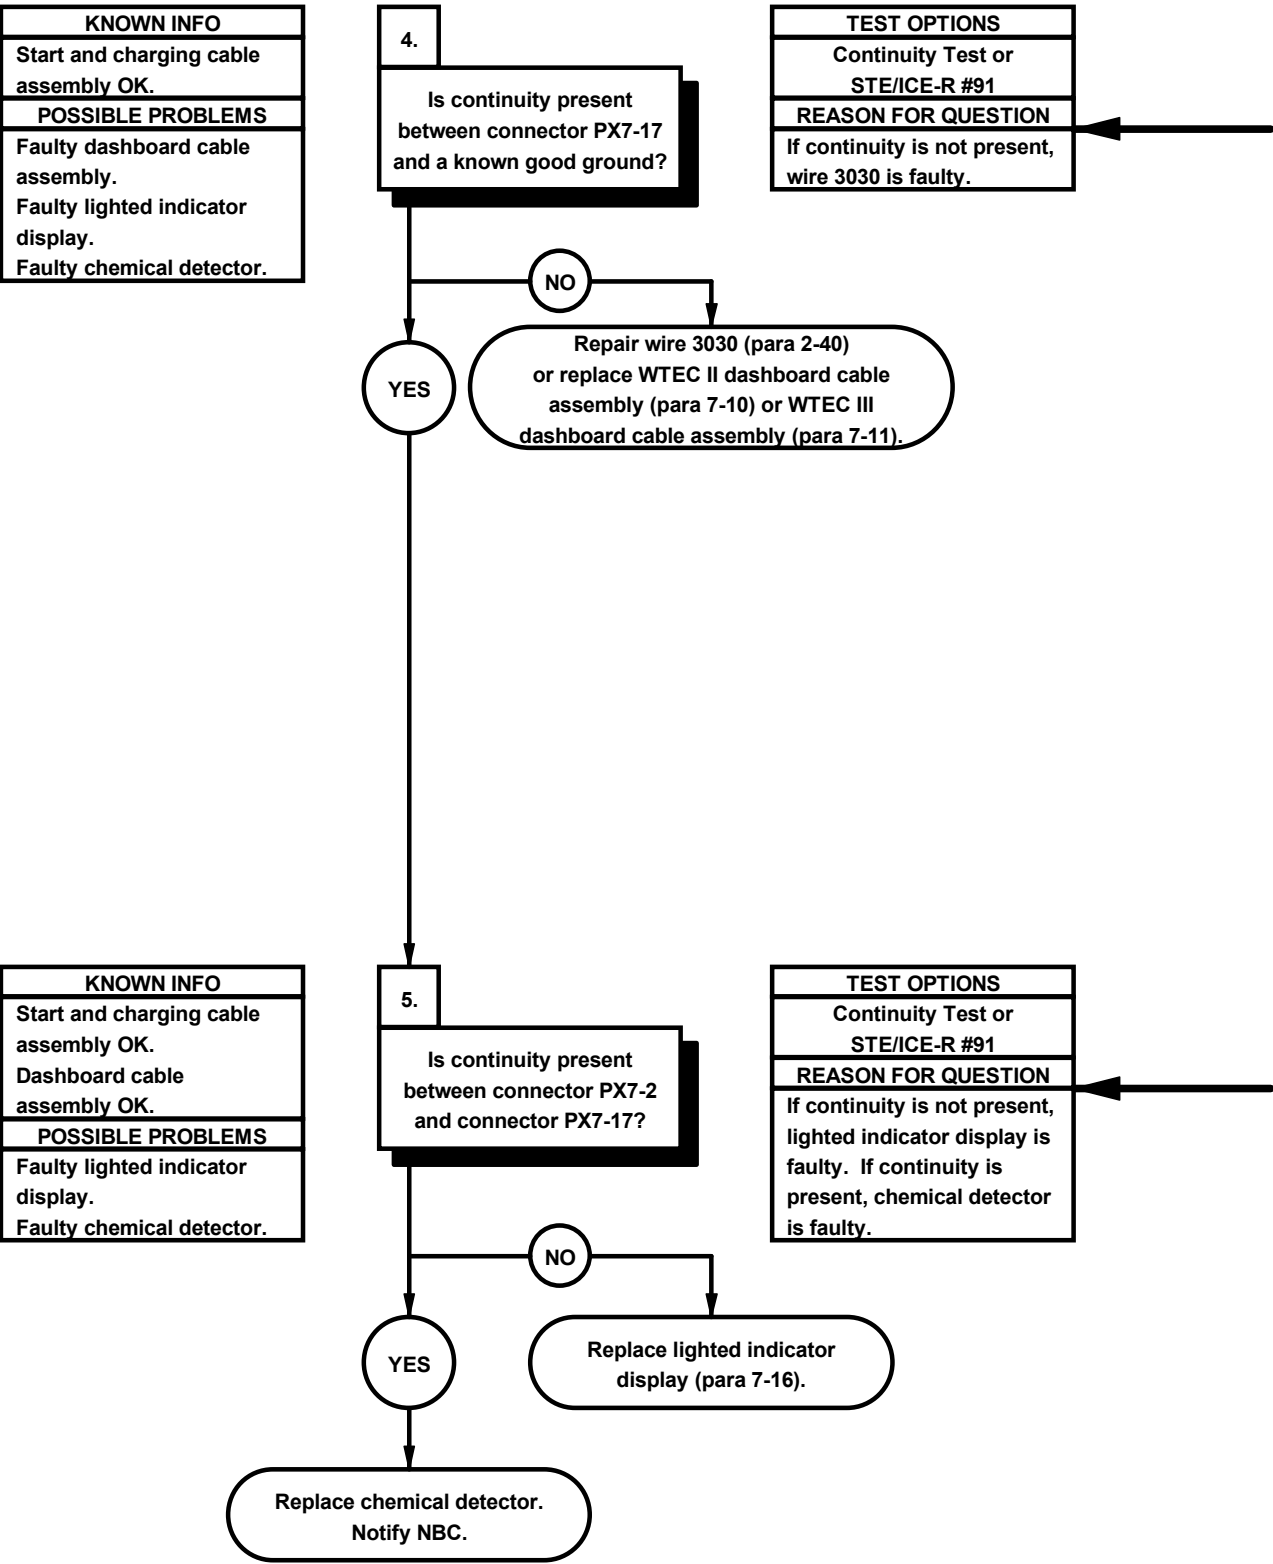 KNOWN INFO
Start and charging cable
assembly OK.
POSSIBLE PROBLEMS
Faulty dashboard cable
assembly.
Faulty lighted indicator
display.
Faulty chemical detector.
4.
Is continuity present
between connector PX7-17
and a known good ground?
TEST OPTIONS
Continuity Test or
STE/ICE-R #91
REASON FOR QUESTION
If continuity is not present,
wire 3030 is faulty.
NO
YES
Repair wire 3030 (para 2-40)
or replace WTEC II dashboard cable
assembly (para 7-10) or WTEC III
dashboard cable assembly (para 7-11).
KNOWN INFO
Start and charging cable
assembly OK.
Dashboard cable
assembly OK.
POSSIBLE PROBLEMS
Faulty lighted indicator
display.
Faulty chemical detector.
5.
Is continuity present
between connector PX7-2
and connector PX7-17?
TEST OPTIONS
Continuity Test or
STE/ICE-R #91
REASON FOR QUESTION
If continuity is not present,
lighted indicator display is
faulty.  If continuity is
present, chemical detector
is faulty.
NO
YES
Replace lighted indicator
display (para 7-16).
Replace chemical detector.
Notify NBC.